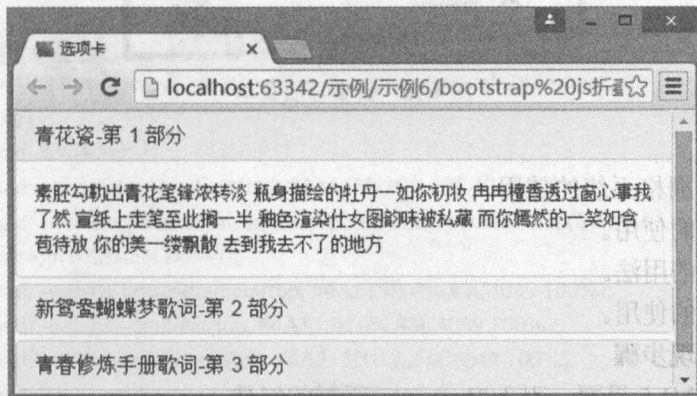 选项卡
localhost:63342/示例/示例6/bootstrap%20js折叠
青花瓷-第 1 部分
素胚勾勒出青花笔锋浓转淡 瓶身描绘的牡丹一如你初妆 冉冉檀香透过窗心事我
了然 宣纸上走笔至此搁一半 釉色渲染仕女图韵味被私藏 而你嫣然的一笑如含
苞待放 你的美一缕飘散 去到我去不了的地方
新鸳鸯蝴蝶梦歌词-第 2 部分
青春修炼手册歌词-第 3 部分